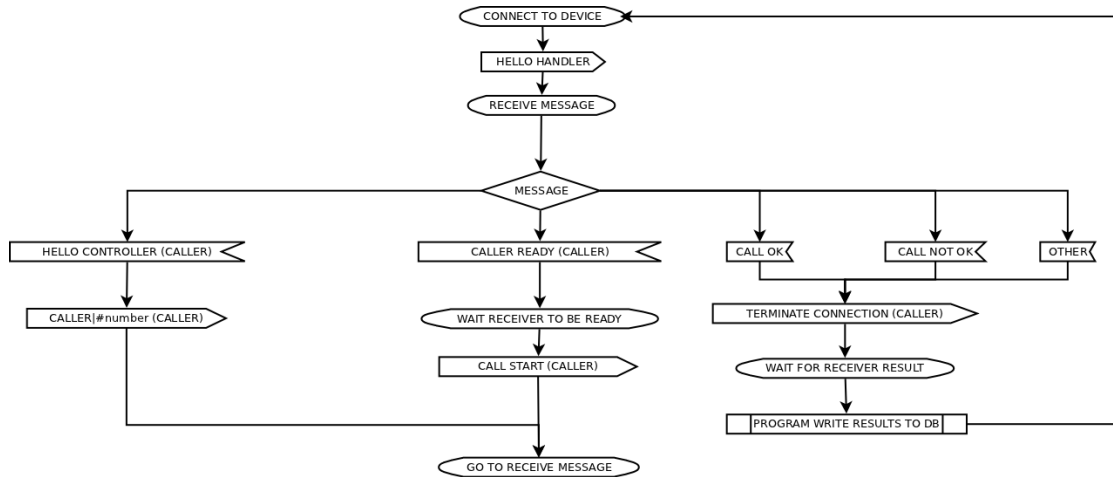 CONNECT TO DEVICE
HELLO HANDLER
RECEIVE MESSAGE
MESSAGE
HELLO CONTROLLER (CALLER)
CALLER READY (CALLER)
CALL OK
CALL NOT OK
OTHER
CALLER|#number (CALLER)
WAIT RECEIVER TO BE READY
TERMINATE CONNECTION (CALLER)
CALL START (CALLER)
WAIT FOR RECEIVER RESULT
PROGRAM WRITE RESULTS TO DB
GO TO RECEIVE MESSAGE